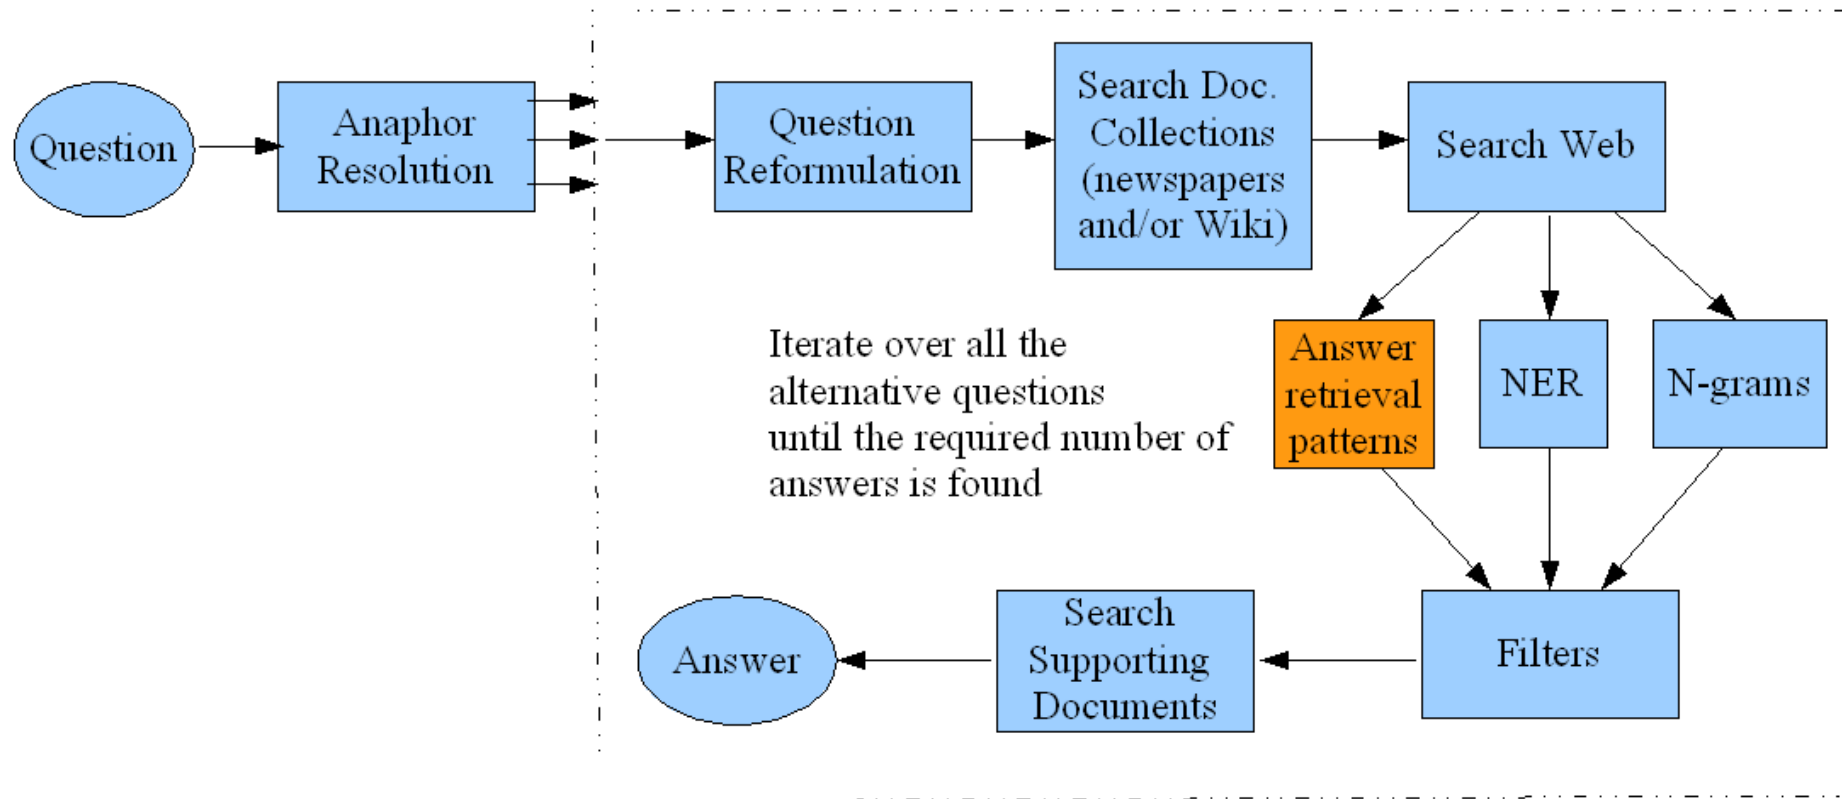 Question
Anaphor
Resolution
Question
Reformulation
Search Doc.
Collections
(newspapers
and/or Wiki)
Search Web
Iterate over all the
alternative questions
until the required number of
answers is found
Answer
retrieval
patterns
NER
N-grams
Answer
Search
Supporting
Documents
Filters